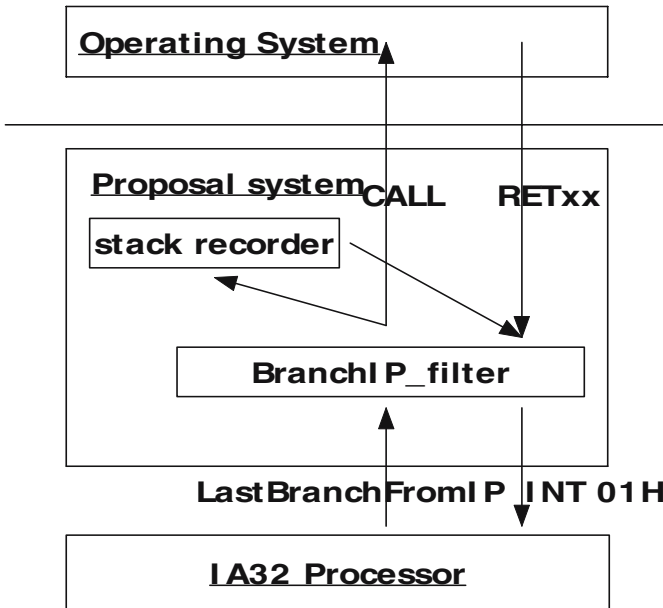 Operating System
Proposal system
CALL RETxx
stack recorder
BranchIP_filter
LastBranchFromIP INT 01H
IA32 Processor